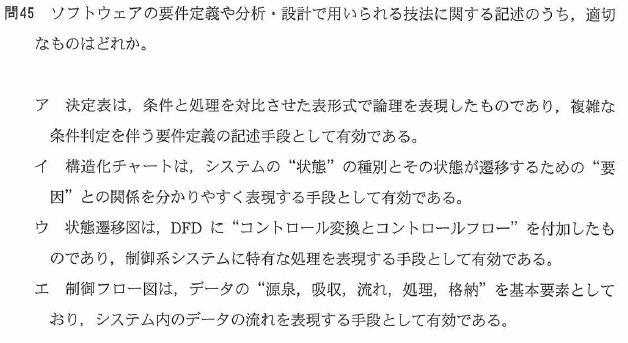 問45 ソフトウェアの要件定義や分析・設計で用いられる技法に関する記述のうち，適切
なものはどれか。
ア 決定表は，条件と処理を対比させた表形式で論理を表現したものであり，複雑な
条件判定を伴う要件定義の記述手段として有効である。
イ 構造化チャートは，システムの“状態”の種別とその状態が遷移するための“要
因”との関係を分かりやすく表現する手段として有効である。
ウ 状態遷移図は，DFD に“コントロール変換とコントロールフロー”を付加したも
のであり，制御系システムに特有な処理を表現する手段として有効である。
エ 制御フロー図は，データの“源泉，吸収，流れ，処理，格納”を基本要素として
おり，システム内のデータの流れを表現する手段として有効である。